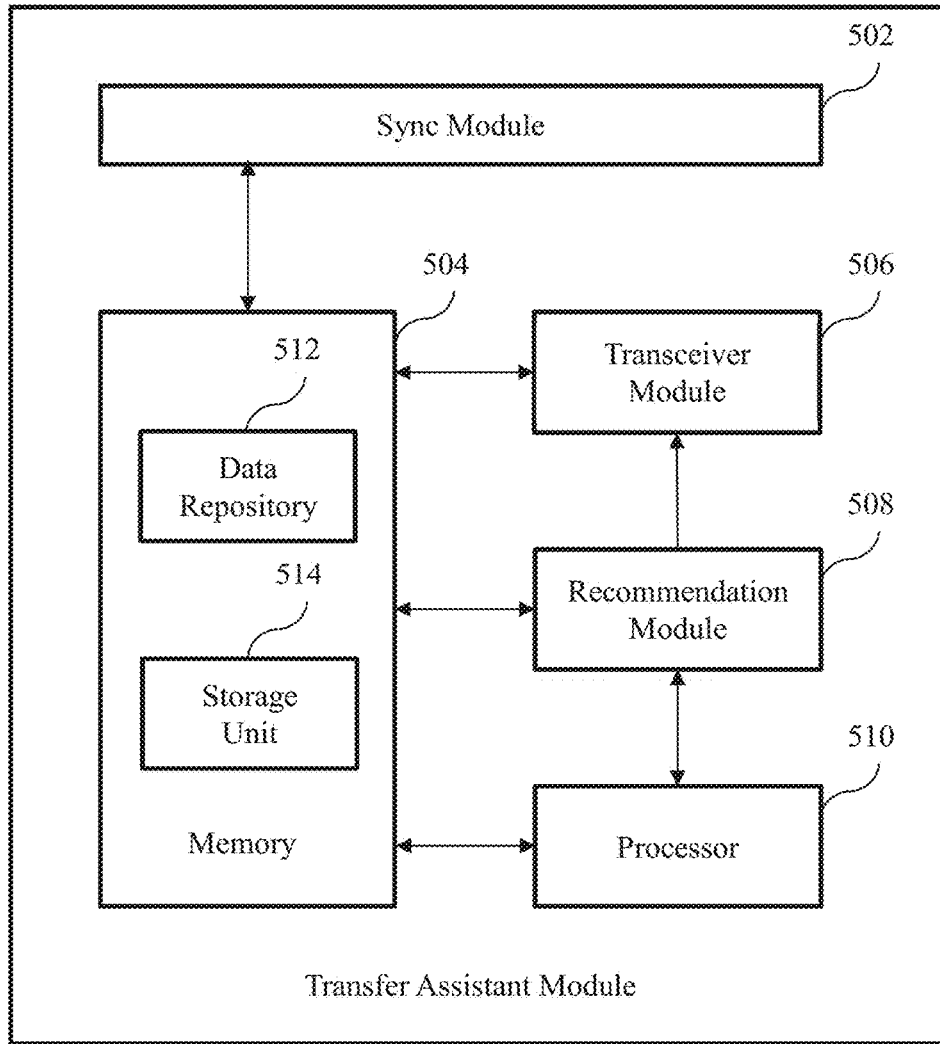 502
Sync Module
504
506
512
Transceiver
Module
Data
Repository
508
514
Recommendation
Module
Storage
Unit
510
Memory
Processor
Transfer Assistant Module